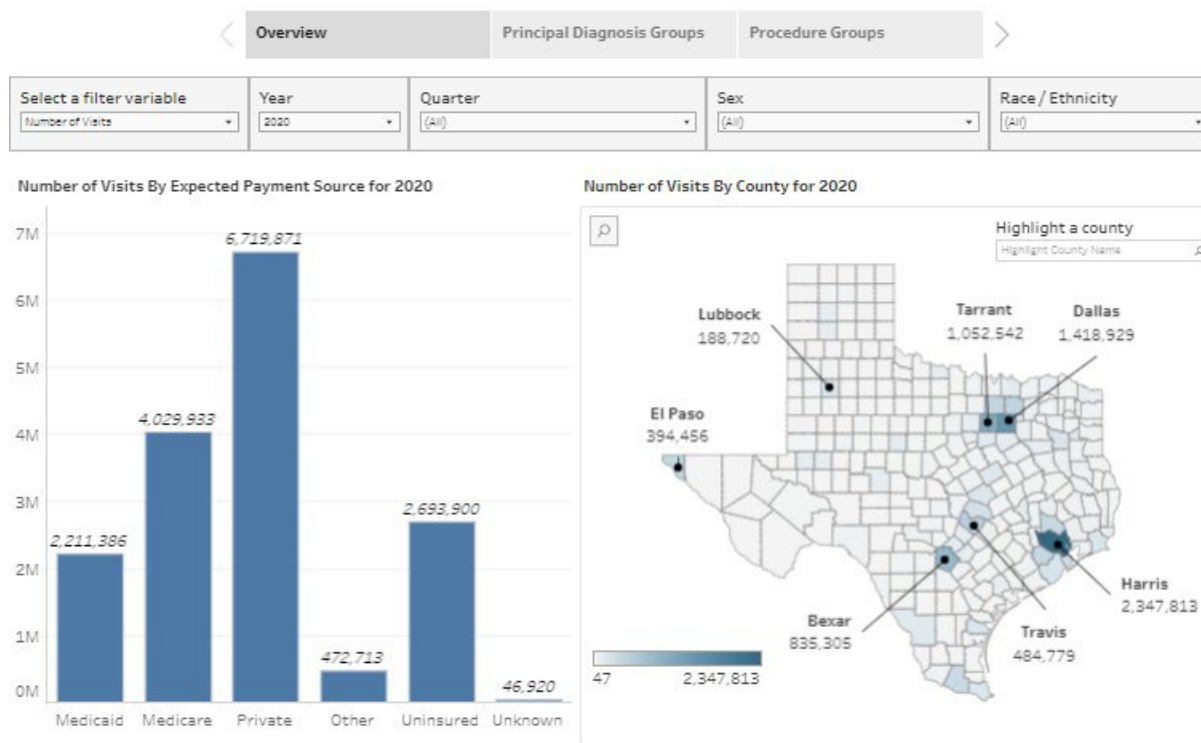 Overview
Principal Diagnosis Groups
Procedure Groups
Select a filter variable
Number of Visits
Year
2020
Quarter
(All)
Sex
(All)
Race / Ethnicity
(All)
Number of Visits By Expected Payment Source for 2020
7M
6M
5M
4M
3M
2M
1M
0M
2,211,386
4,029,933
6,719,871
472,713
2,693,900
46,920
Medicaid
Medicare
Private
Other
Uninsured
Unknown
Number of Visits By County for 2020
Highlight a county
Highlight County Name
Lubbock
188,720
Tarrant
1,052,542
Dallas
1,418,929
El Paso
394,456
Harris
2,347,813
Bexar
835,305
Travis
484,779
47
2,347,813